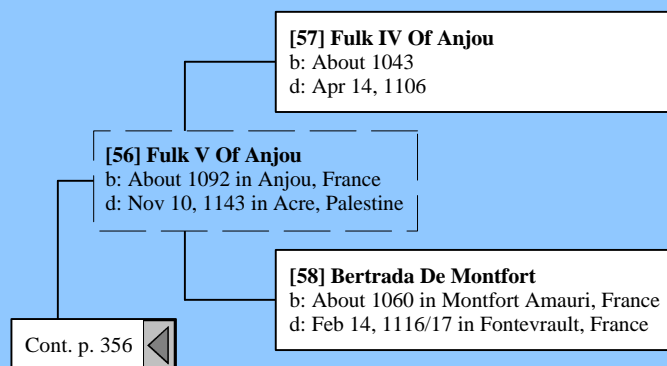 [57] Fulk IV Of Anjou
b: About 1043
d: Apr 14, 1106
[56] Fulk V Of Anjou
b: About 1092 in Anjou, France
d: Nov 10, 1143 in Acre, Palestine
[58] Bertrada De Montfort
b: About 1060 in Montfort Amauri, France
d: Feb 14, 1116/17 in Fontevrault, France
Cont. p. 356